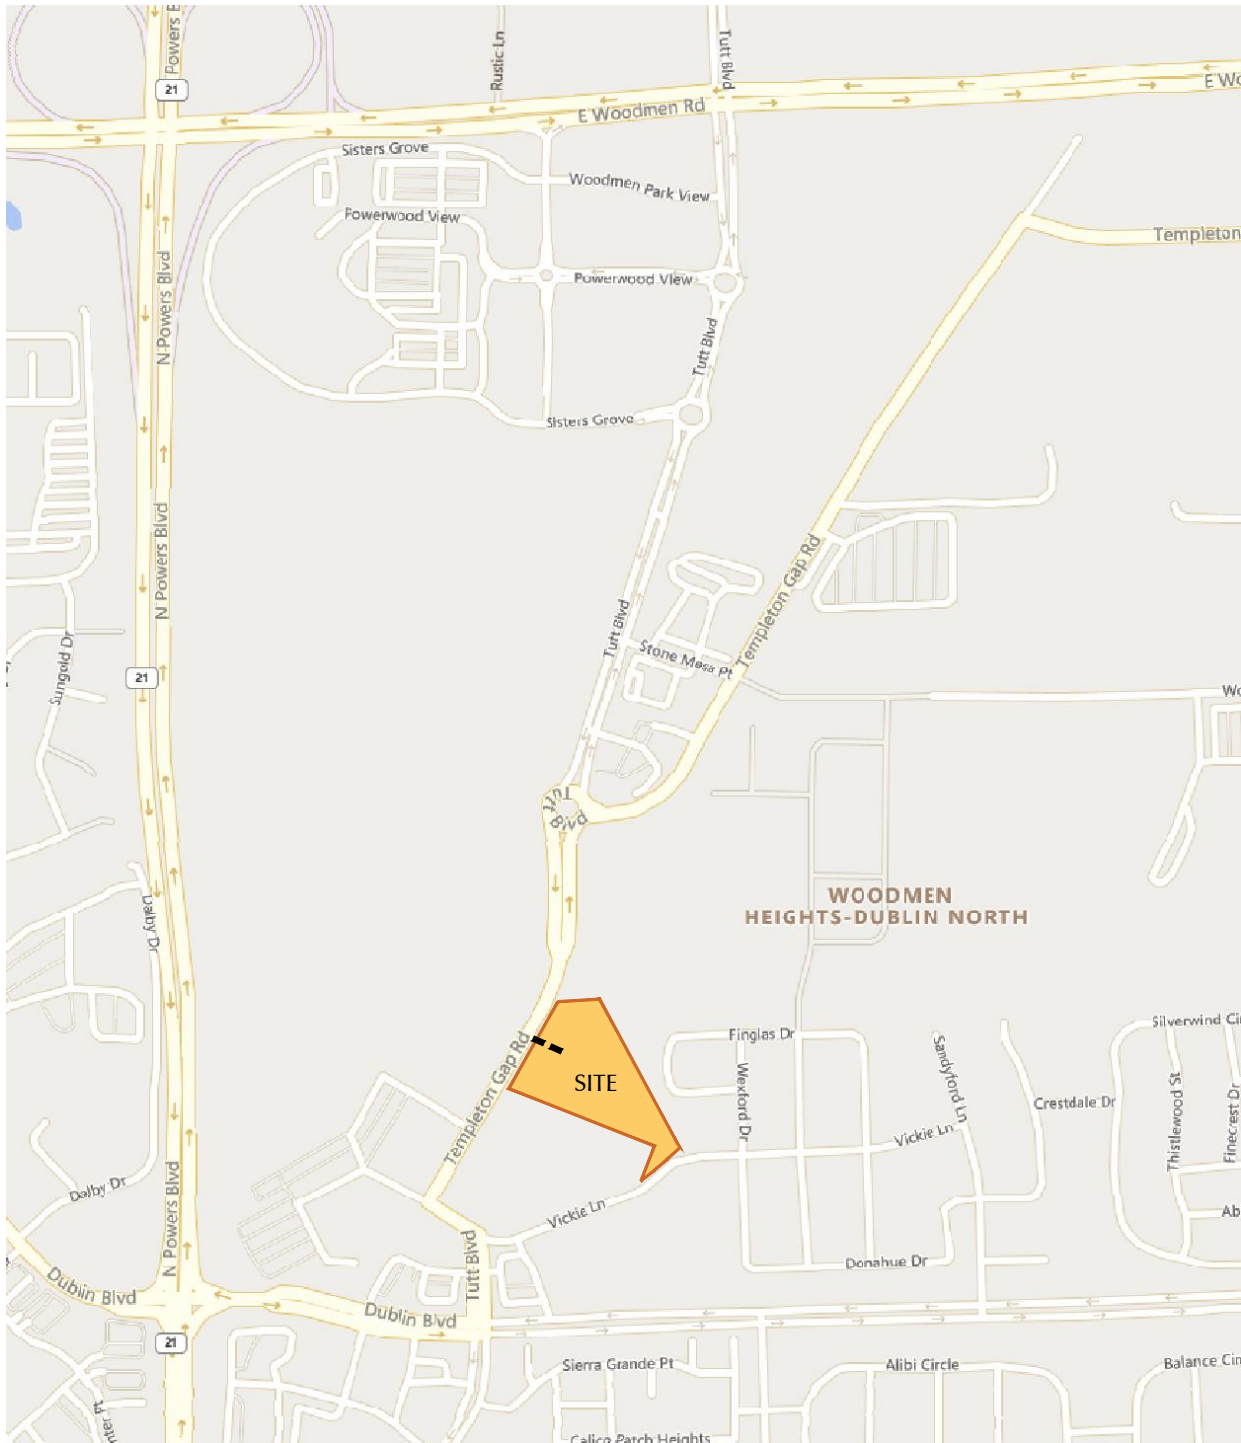 Powers B
Rustic Ln
Tutt Blvd
21
E Woodmen Rd
E Wo
Sisters Grove
Woodmen Park View
Powerwood View
Templeton
N Powers Blvd
Powerwood View
Tutt Blvd
Sisters Grove
N Powers Blvd
Templeton Gap Rd
Tutt Blvd
Stone Mesa Pt
Sungold Dr
21
Wo
Tutt
Blvd
WOODMEN
HEIGHTS-DUBLIN NORTH
Dalby Dr
Templeton Gap Rd
SITE
Finglas Dr
Silverwind Ci
Wexford Dr
Sandyford Ln
Crestdale Dr
Thistlewood St
Finecrest Dr
Vickie Ln
Dalby Dr
N Powers Blvd
Vickie Ln
Ab
Tutt Blvd
Donahue Dr
Dublin Blvd
Dublin Blvd
21
Sierra Grande Pt
Alibi Circle
Balance Cir
nter Pt
Calico Patch Heights